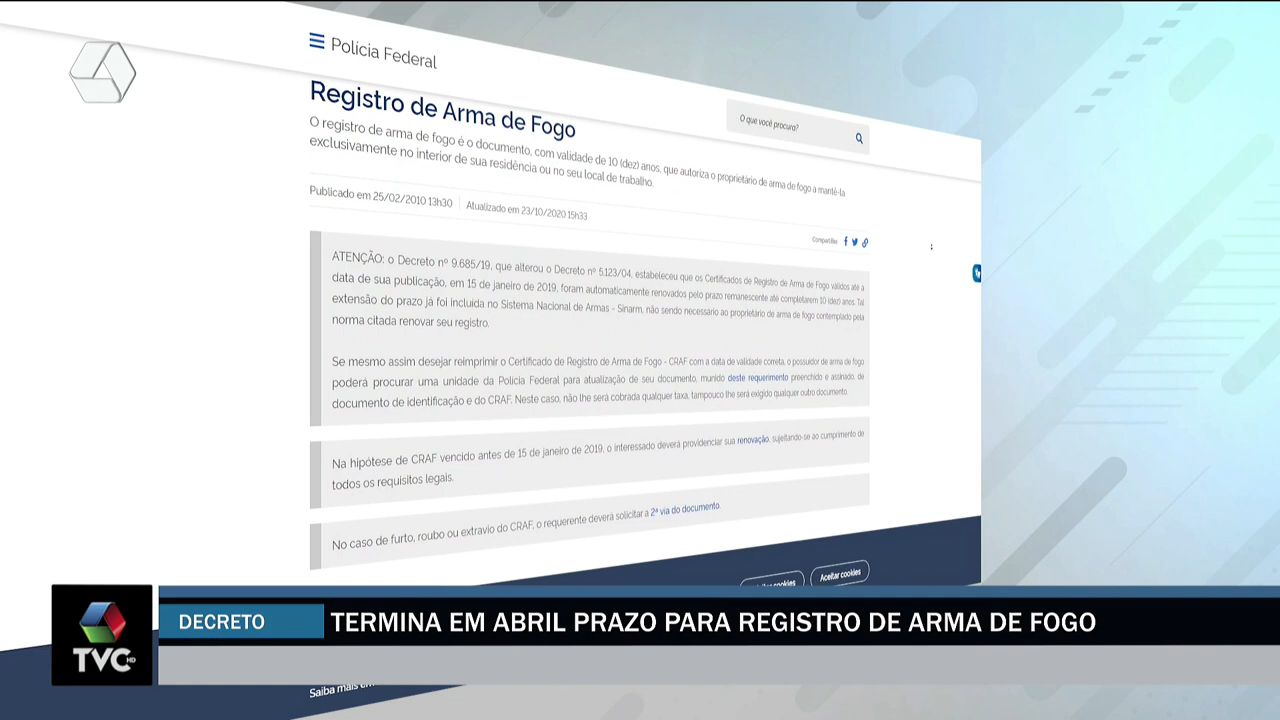 Polícia Federal
Registro de Arma de Fogo
O que você procura?
O registro de arma de fogo é o documento, com validade de 10 (dez) anos, que autoriza o proprietário de arma de fogo a mantê-la
exclusivamente no interior de sua residência ou no seu local de trabalho.
Publicado em 25/02/2010 13h30 Atualizado em 23/10/2020 15h33
Compartilhe
ATENÇÃO: o Decreto nº 9.685/19, que alterou o Decreto nº 5.123/04, estabeleceu que os Certificados de Registro de Arma de Fogo válidos até a
data de sua publicação, em 15 de janeiro de 2019, foram automaticamente renovados pelo prazo remanescente até completarem 10 (dez) anos. Tal
extensão do prazo já foi incluída no Sistema Nacional de Armas - Sinarm, não sendo necessário ao proprietário de arma de fogo contemplado pela
norma citada renovar seu registro.
Se mesmo assim desejar reimprimir o Certificado de Registro de Arma de Fogo - CRAF com a data de validade correta, o possuidor de arma de fogo
poderá procurar uma unidade da Polícia Federal para atualização de seu documento, munido deste requerimento preenchido e assinado, de
documento de identificação e do CRAF. Neste caso, não lhe será cobrada qualquer taxa, tampouco lhe será exigido qualquer outro documento.
Na hipótese de CRAF vencido antes de 15 de janeiro de 2019, o interessado deverá providenciar sua renovação, sujeitando-se ao cumprimento de
todos os requisitos legais.
No caso de furto, roubo ou extravio do CRAF, o requerente deverá solicitar a 2ª via do documento.
cookies
Aceitar cookies
DECRETO
TERMINA EM ABRIL PRAZO PARA REGISTRO DE ARMA DE FOGO
TVC HD
Saiba mais